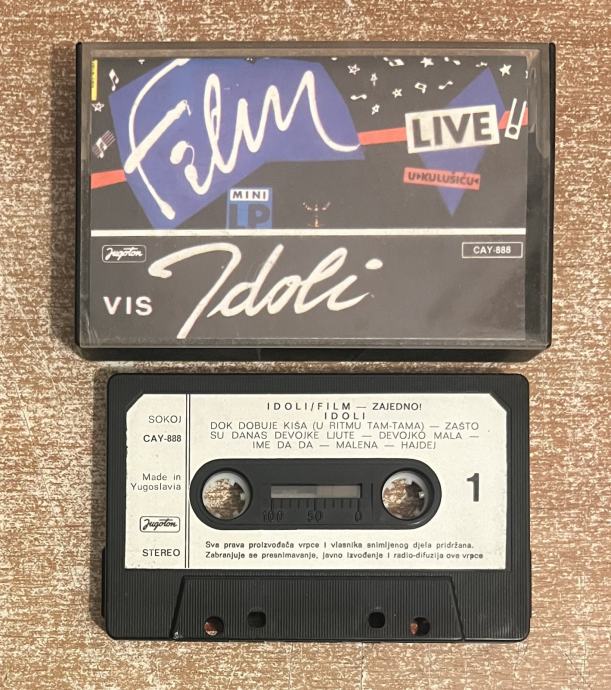 Film
LIVE
U•KULUŠIĆU•
MINI
LP
Jugoton
CAY-888
VIS Idoli
IDOLI/FILM — ZAJEDNO!
IDOLI
SOKOJ
DOK DOBUJE KIŠA (U RITMU TAM-TAMA) — ZAŠTO
CAY-888
SU DANAS DEVOJKE LJUTE — DEVOJKO MALA —
IME DA DA — MALENA — HAJDEJ
Made in
Yugoslavia
1
100 50 0
Jugoton
STEREO
Sva prava proizvođača vrpce i vlasnika snimljenog djela pridržana.
Zabranjuje se presnimavanje, javno izvođenje i radio-difuzija ove vrpce